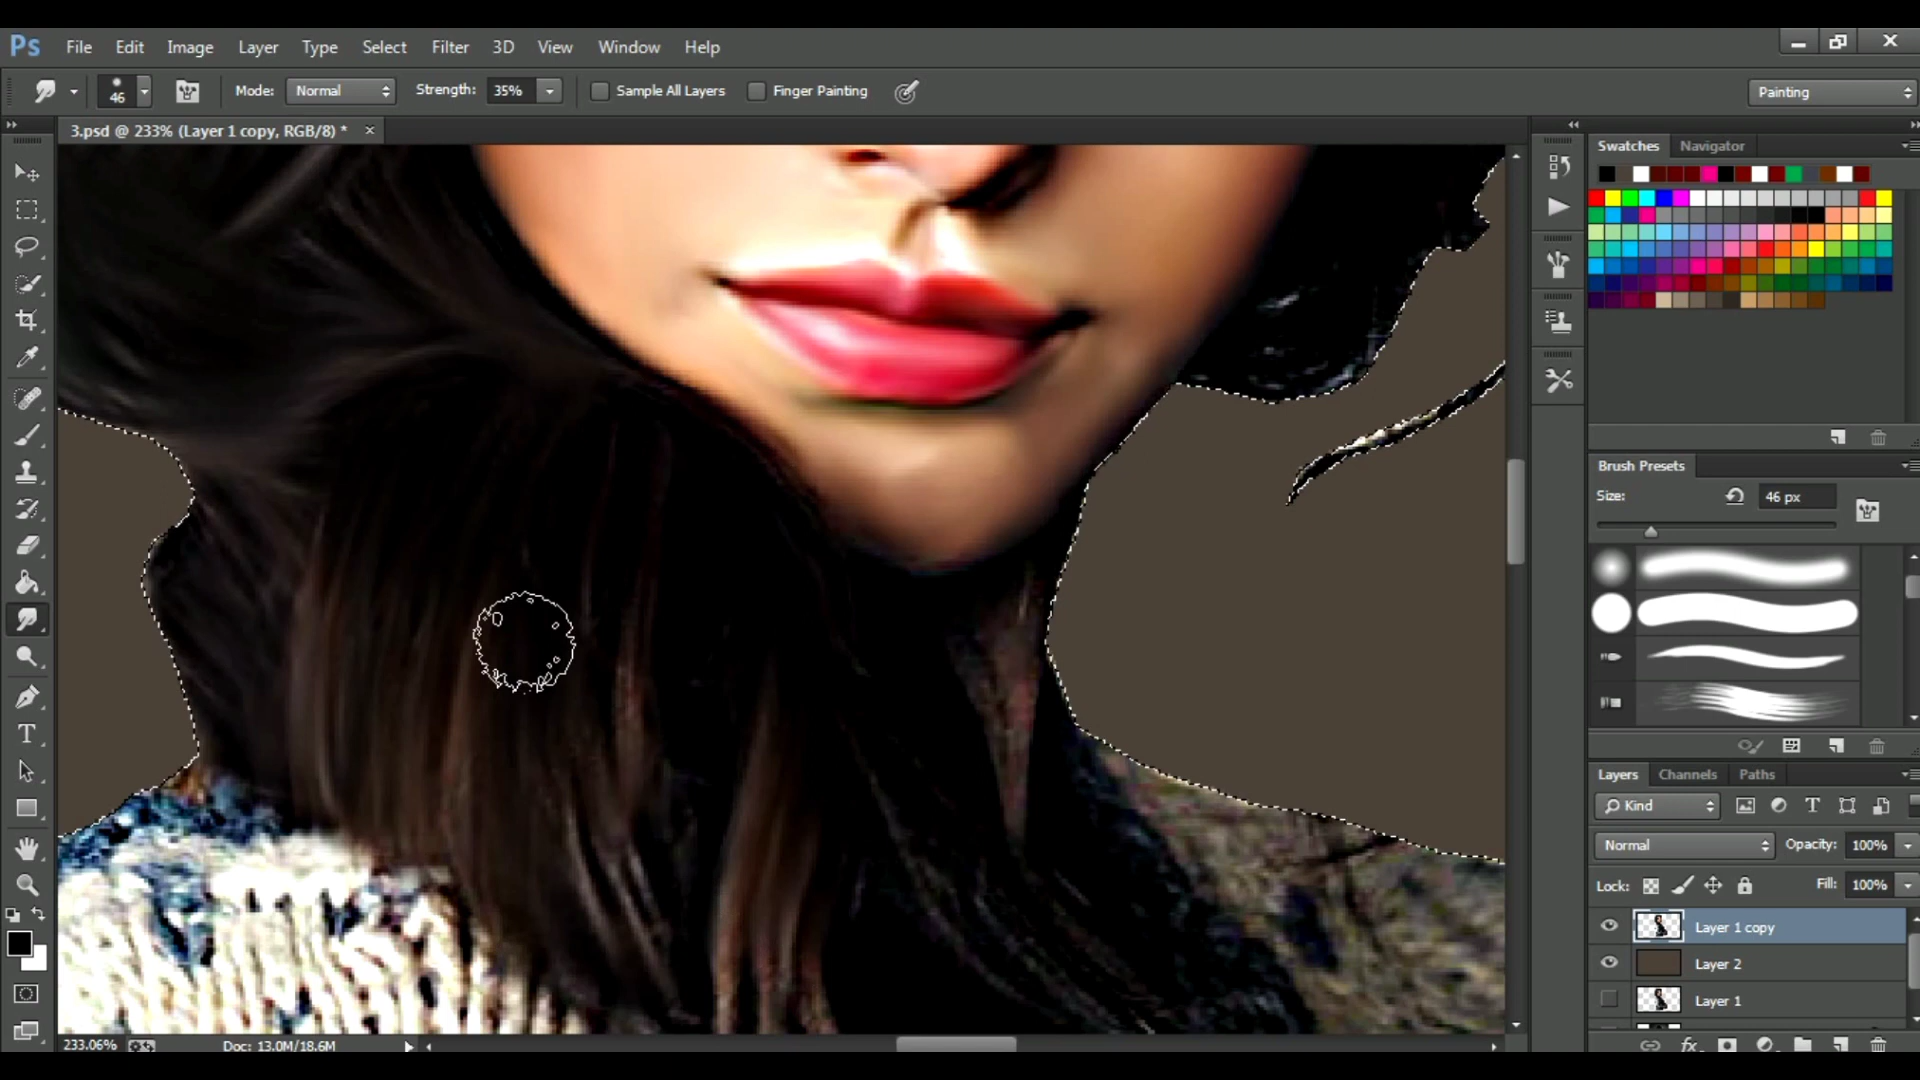 Ps File Edit Image Layer Type Select Filter 3D View Window Help
46 Mode: Normal Strength: 35% Sample All Layers Finger Painting Painting
3.psd @ 233% (Layer 1 copy, RGB/8) *
Swatches Navigator
Brush Presets
Size: 46 px
Layers Channels Paths
Kind
Normal Opacity: 100%
Lock: Fill: 100%
Layer 1 copy
Layer 2
Layer 1
233.06% Doc: 13.0M/18.6M